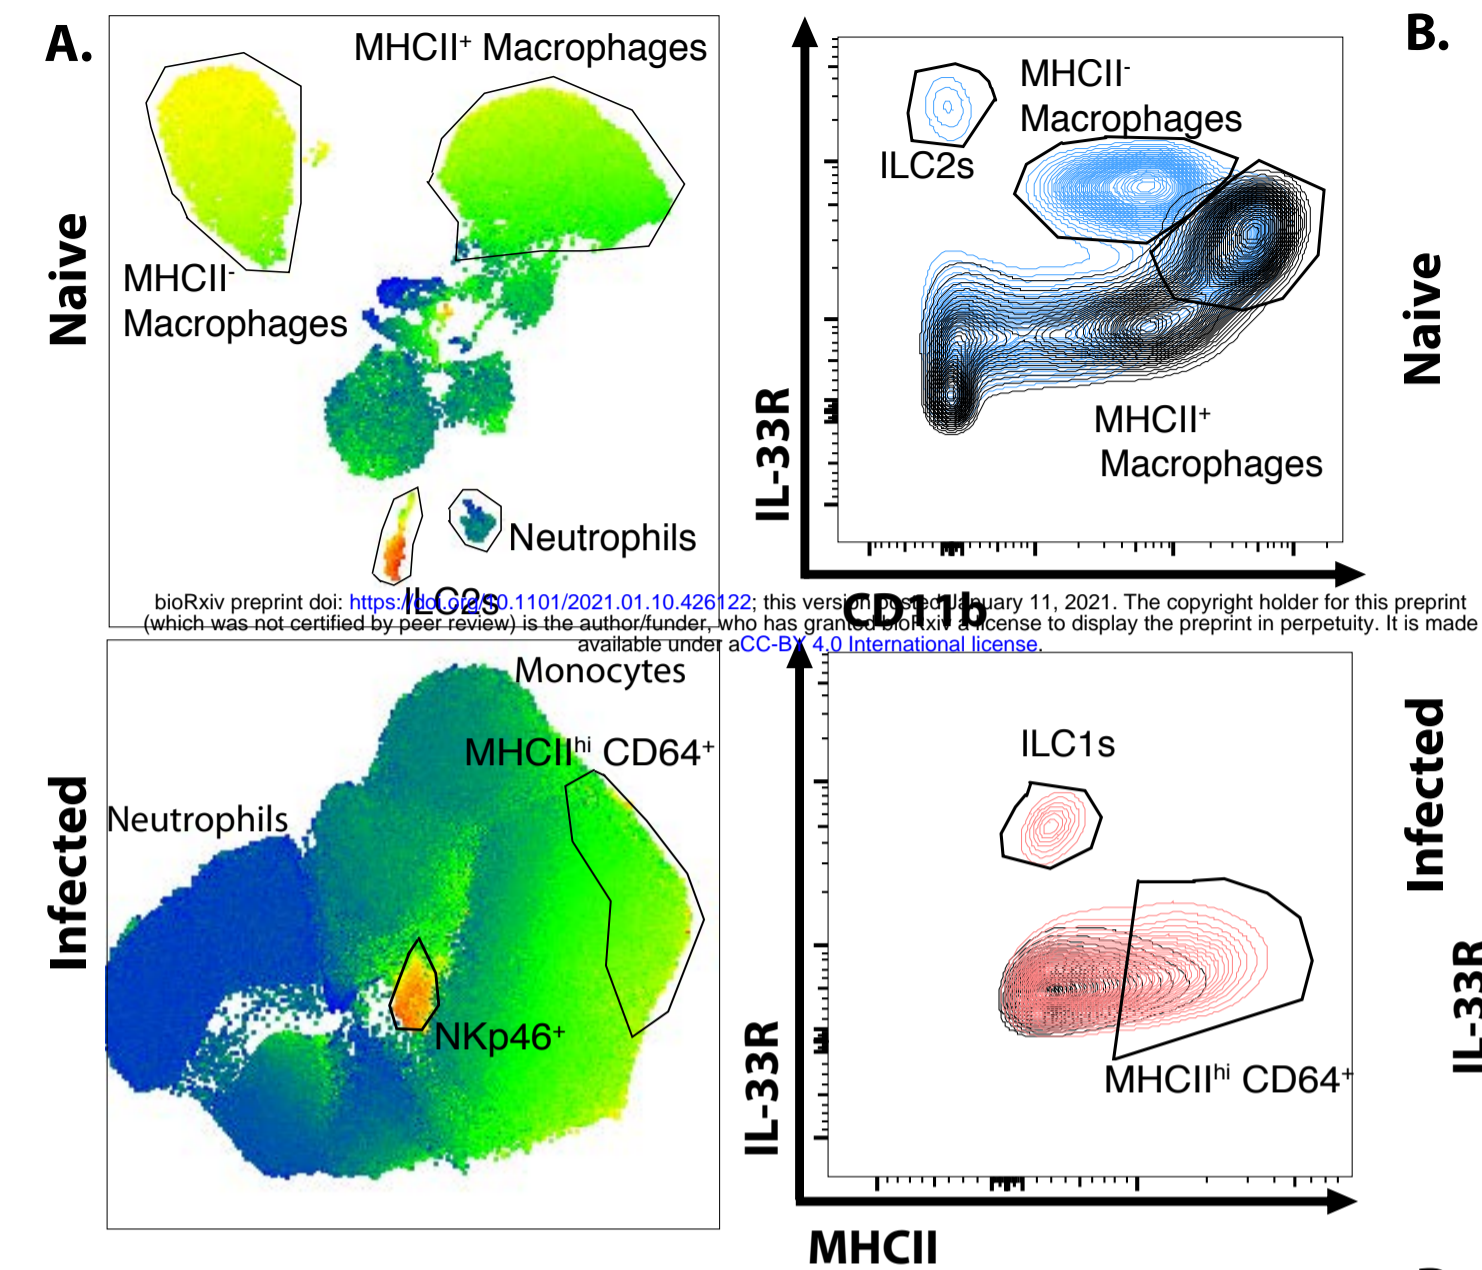 A.
MHCII+ Macrophages
MHCII-
Macrophages
Naive
Neutrophils
ILC2s
B.
MHCII-
Macrophages
ILC2s
MHCII+
Macrophages
IL-33R
CD11b
Naive
bioRxiv preprint doi: https://doi.org/10.1101/2021.01.10.426122; this version posted January 11, 2021. The copyright holder for this preprint
(which was not certified by peer review) is the author/funder, who has granted bioRxiv a license to display the preprint in perpetuity. It is made
available under aCC-BY 4.0 International license.
Monocytes
MHCIIhi CD64+
Neutrophils
Infected
NKp46+
ILC1s
MHCIIhi CD64+
IL-33R
MHCII
Infected
IL-33R